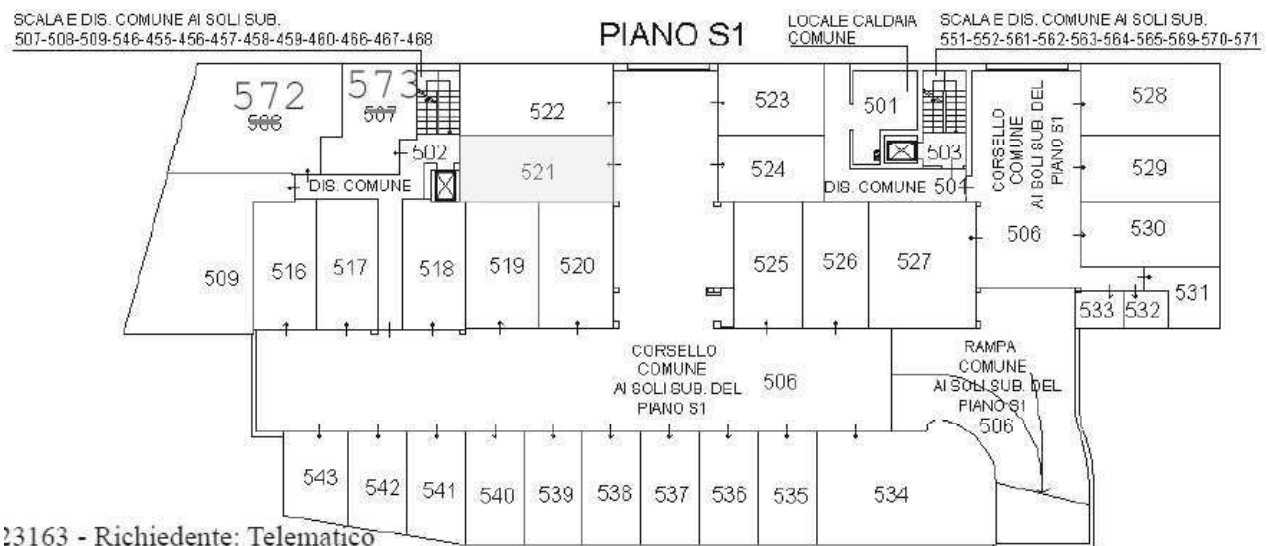 SCALA E DIS. COMUNE AI SOLI SUB.
507-508-509-546-455-456-457-458-459-460-466-467-468
PIANO S1
LOCALE CALDAIA
COMUNE
SCALA E DIS. COMUNE AI SOLI SUB.
551-552-561-562-563-564-565-569-570-571
572
508
573
507
522
523
501
528
502
521
524
503
529
DIS. COMUNE
DIS. COMUNE
504
CORSELLO
COMUNE
AI SOLI SUB. DEL
PIANO S1
506
530
509
516
517
518
519
520
525
526
527
531
533
532
CORSELLO
COMUNE
AI SOLI SUB. DEL
PIANO S1
506
RAMPA
COMUNE
AI SOLI SUB. DEL
PIANO S1
506
543
542
541
540
539
538
537
536
535
534
23163 - Richiedente: Telematico